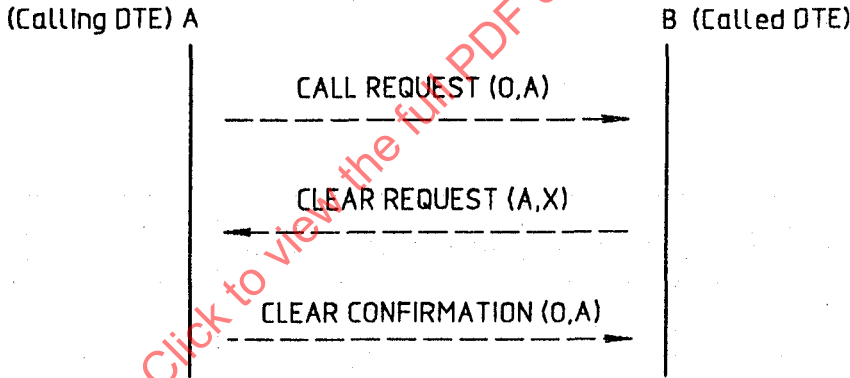 (Calling DTE) A
B (Called DTE)
CALL REQUEST (0,A)
CLEAR REQUEST (A,X)
CLEAR CONFIRMATION (0,A)
Click to view the full PDF